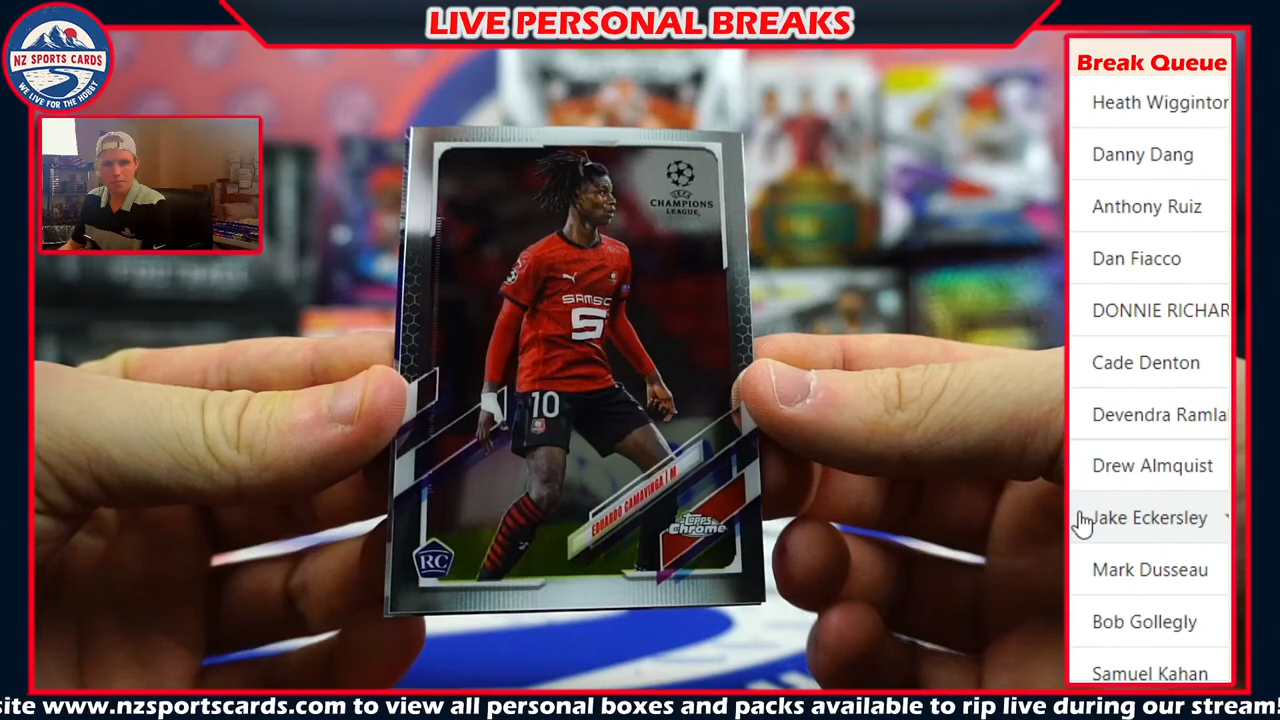 LIVE PERSONAL BREAKS
NZ SPORTS CARDS
WE LIVE FOR THE HOBBY
Break Queue
Heath Wigginton
Danny Dang
Anthony Ruiz
Dan Fiacco
DONNIE RICHAR
Cade Denton
Devendra Ramla
Drew Almquist
Jake Eckersley
Mark Dusseau
Bob Gollegly
Samuel Kahan
UEFA
CHAMPIONS
LEAGUE
SAMSIC
S
10
EDUARDO CAMAVINGA | M
TOPPS
Chrome
RC
site www.nzsportscards.com to view all personal boxes and packs available to rip live during our stream